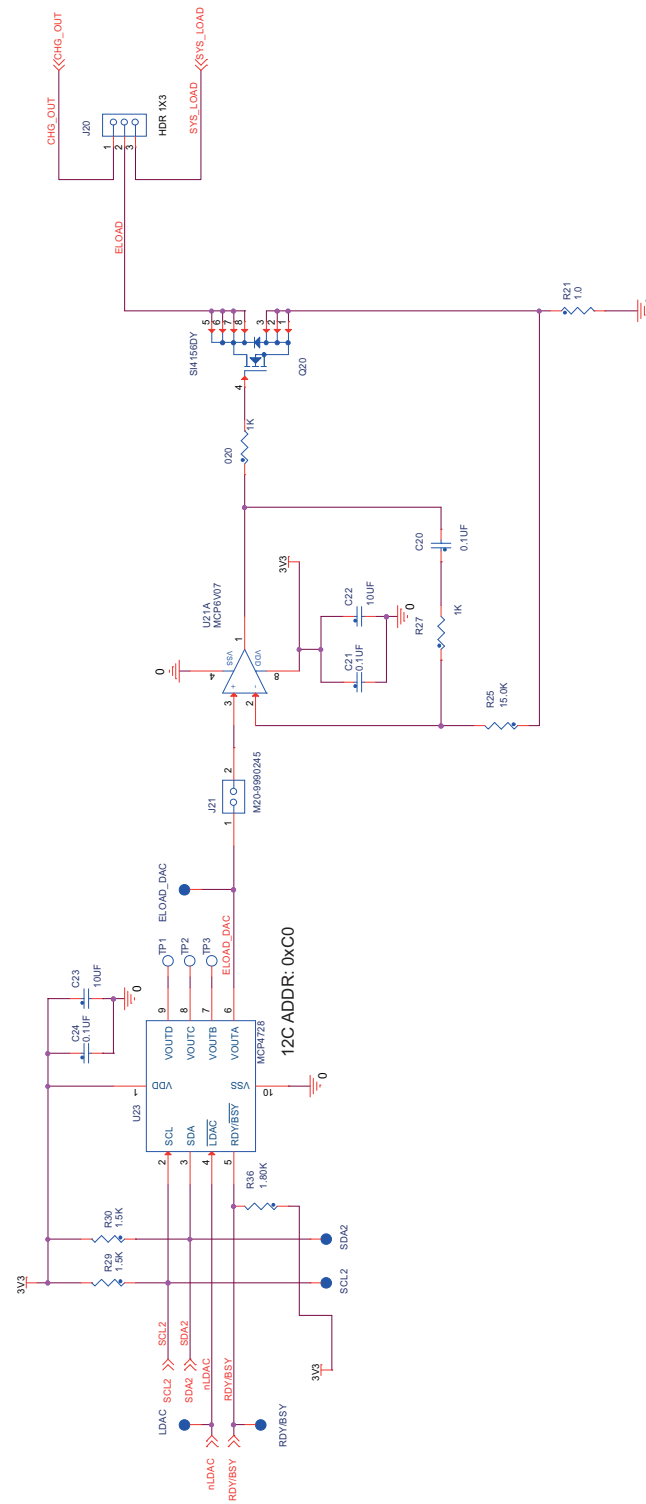 CHG_OUT
CHG_OUT
SYS_LOAD
SYS_LOAD
J20
HDR 1X3
1
2
3
ELOAD
SI4156DY
5
6
7
8
3
2
1
4
Q20
R21
1.0
020
1K
U21A
MCP6V07
1
VSS
VDD
4
8
+
-
3
2
0
3V3
C22
10UF
C21
0.1UF
0
C20
0.1UF
R27
1K
R25
15.0K
J21
M20-9990245
1
2
ELOAD_DAC
ELOAD_DAC
TP1
TP2
TP3
C23
10UF
C24
0.1UF
0
12C ADDR: 0xC0
U23
MCP4728
VDD
1
VSS
10
0
SCL
SDA
LDAC
RDY/BSY
2
3
4
5
VOUTD
VOUTC
VOUTB
VOUTA
9
8
7
6
R36
1.80K
R30
1.5K
R29
1.5K
3V3
SDA2
SCL2
3V3
SCL2
SCL2
SDA2
SDA2
LDAC
nLDAC
nLDAC
RDY/BSY
RDY/BSY
RDY/BSY